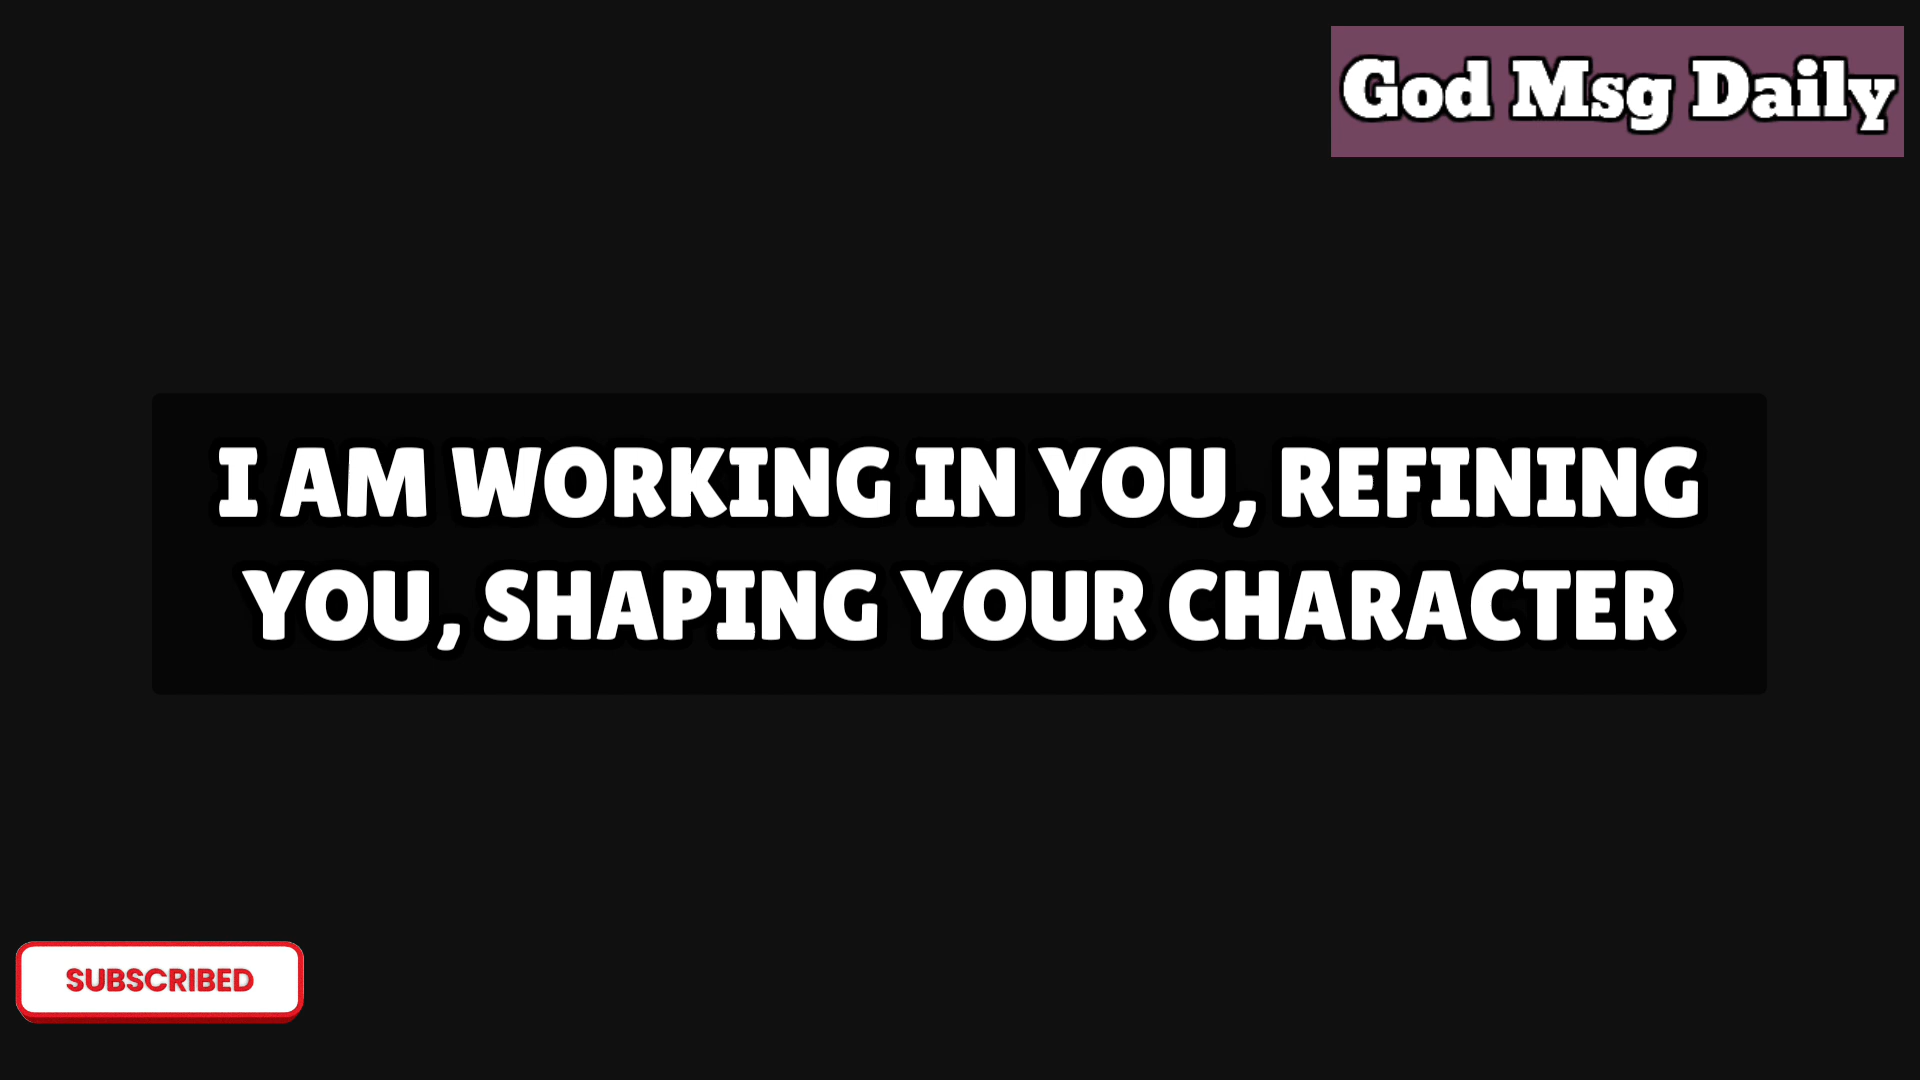 God Msg Daily
I AM WORKING IN YOU, REFINING
YOU, SHAPING YOUR CHARACTER
SUBSCRIBED